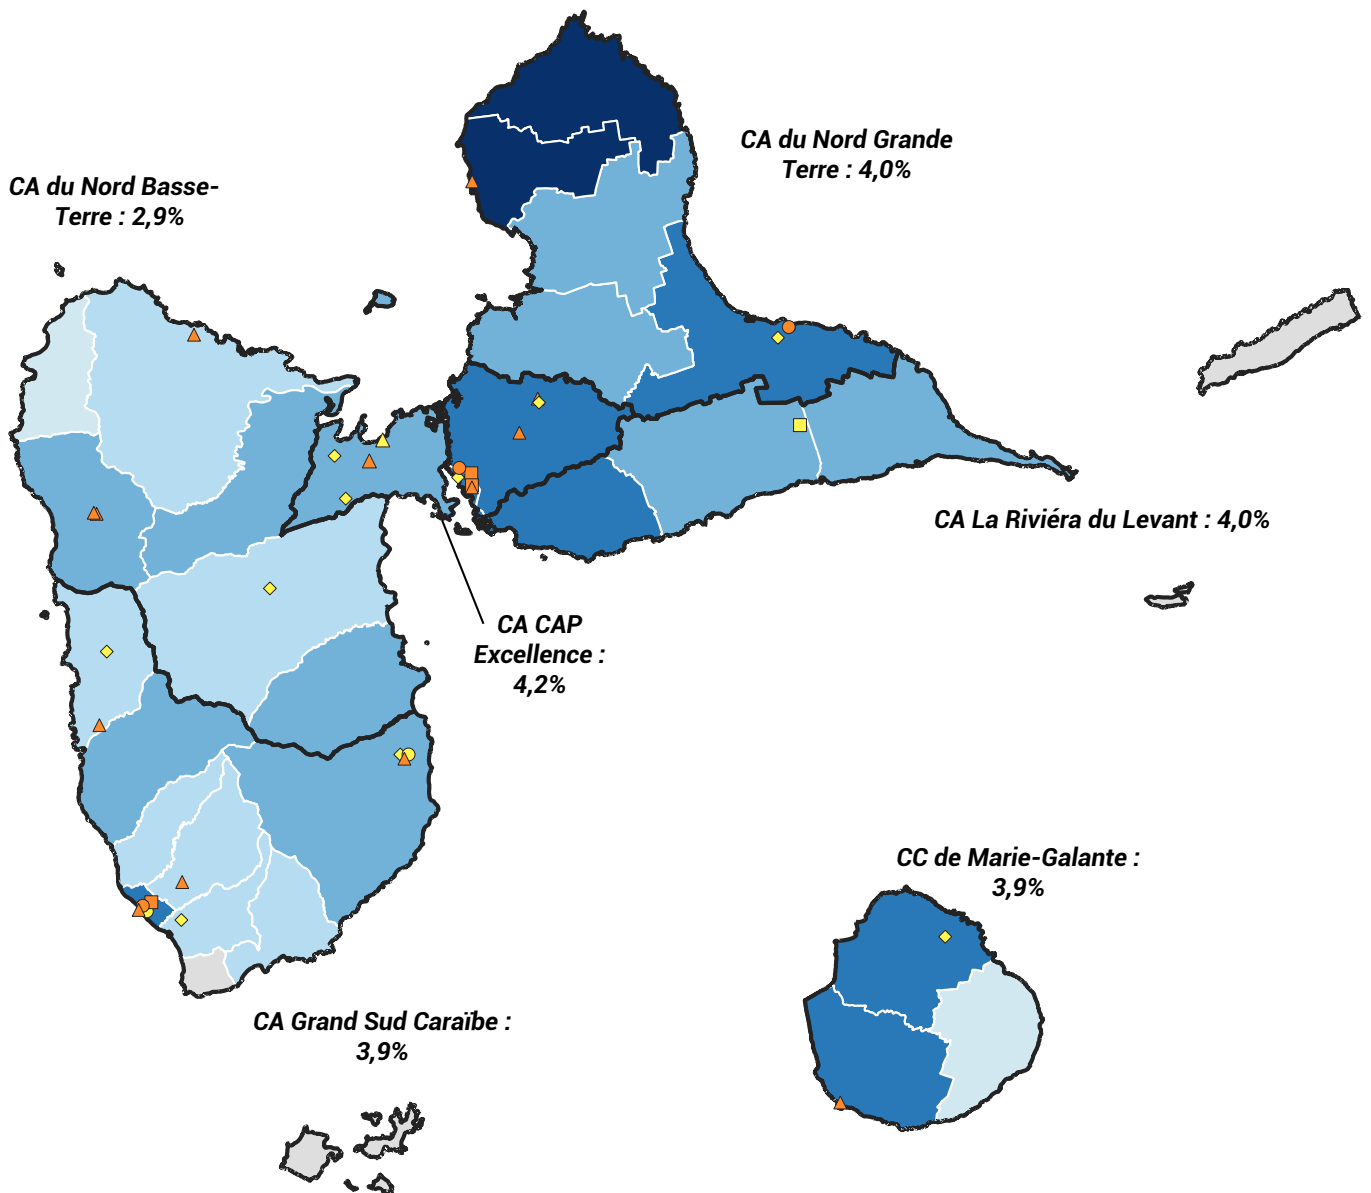 CA du Nord Grande
Terre : 4,0%
CA du Nord Basse-
Terre : 2,9%
CA La Riviéra du Levant : 4,0%
CA CAP
Excellence :
4,2%
CC de Marie-Galante :
3,9%
CA Grand Sud Caraïbe :
3,9%